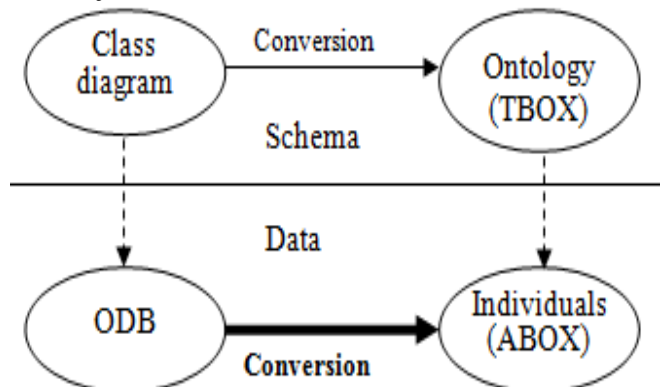 Class
diagram
Conversion
Ontology
(TBOX)
Schema
Data
ODB
Conversion
Individuals
(ABOX)